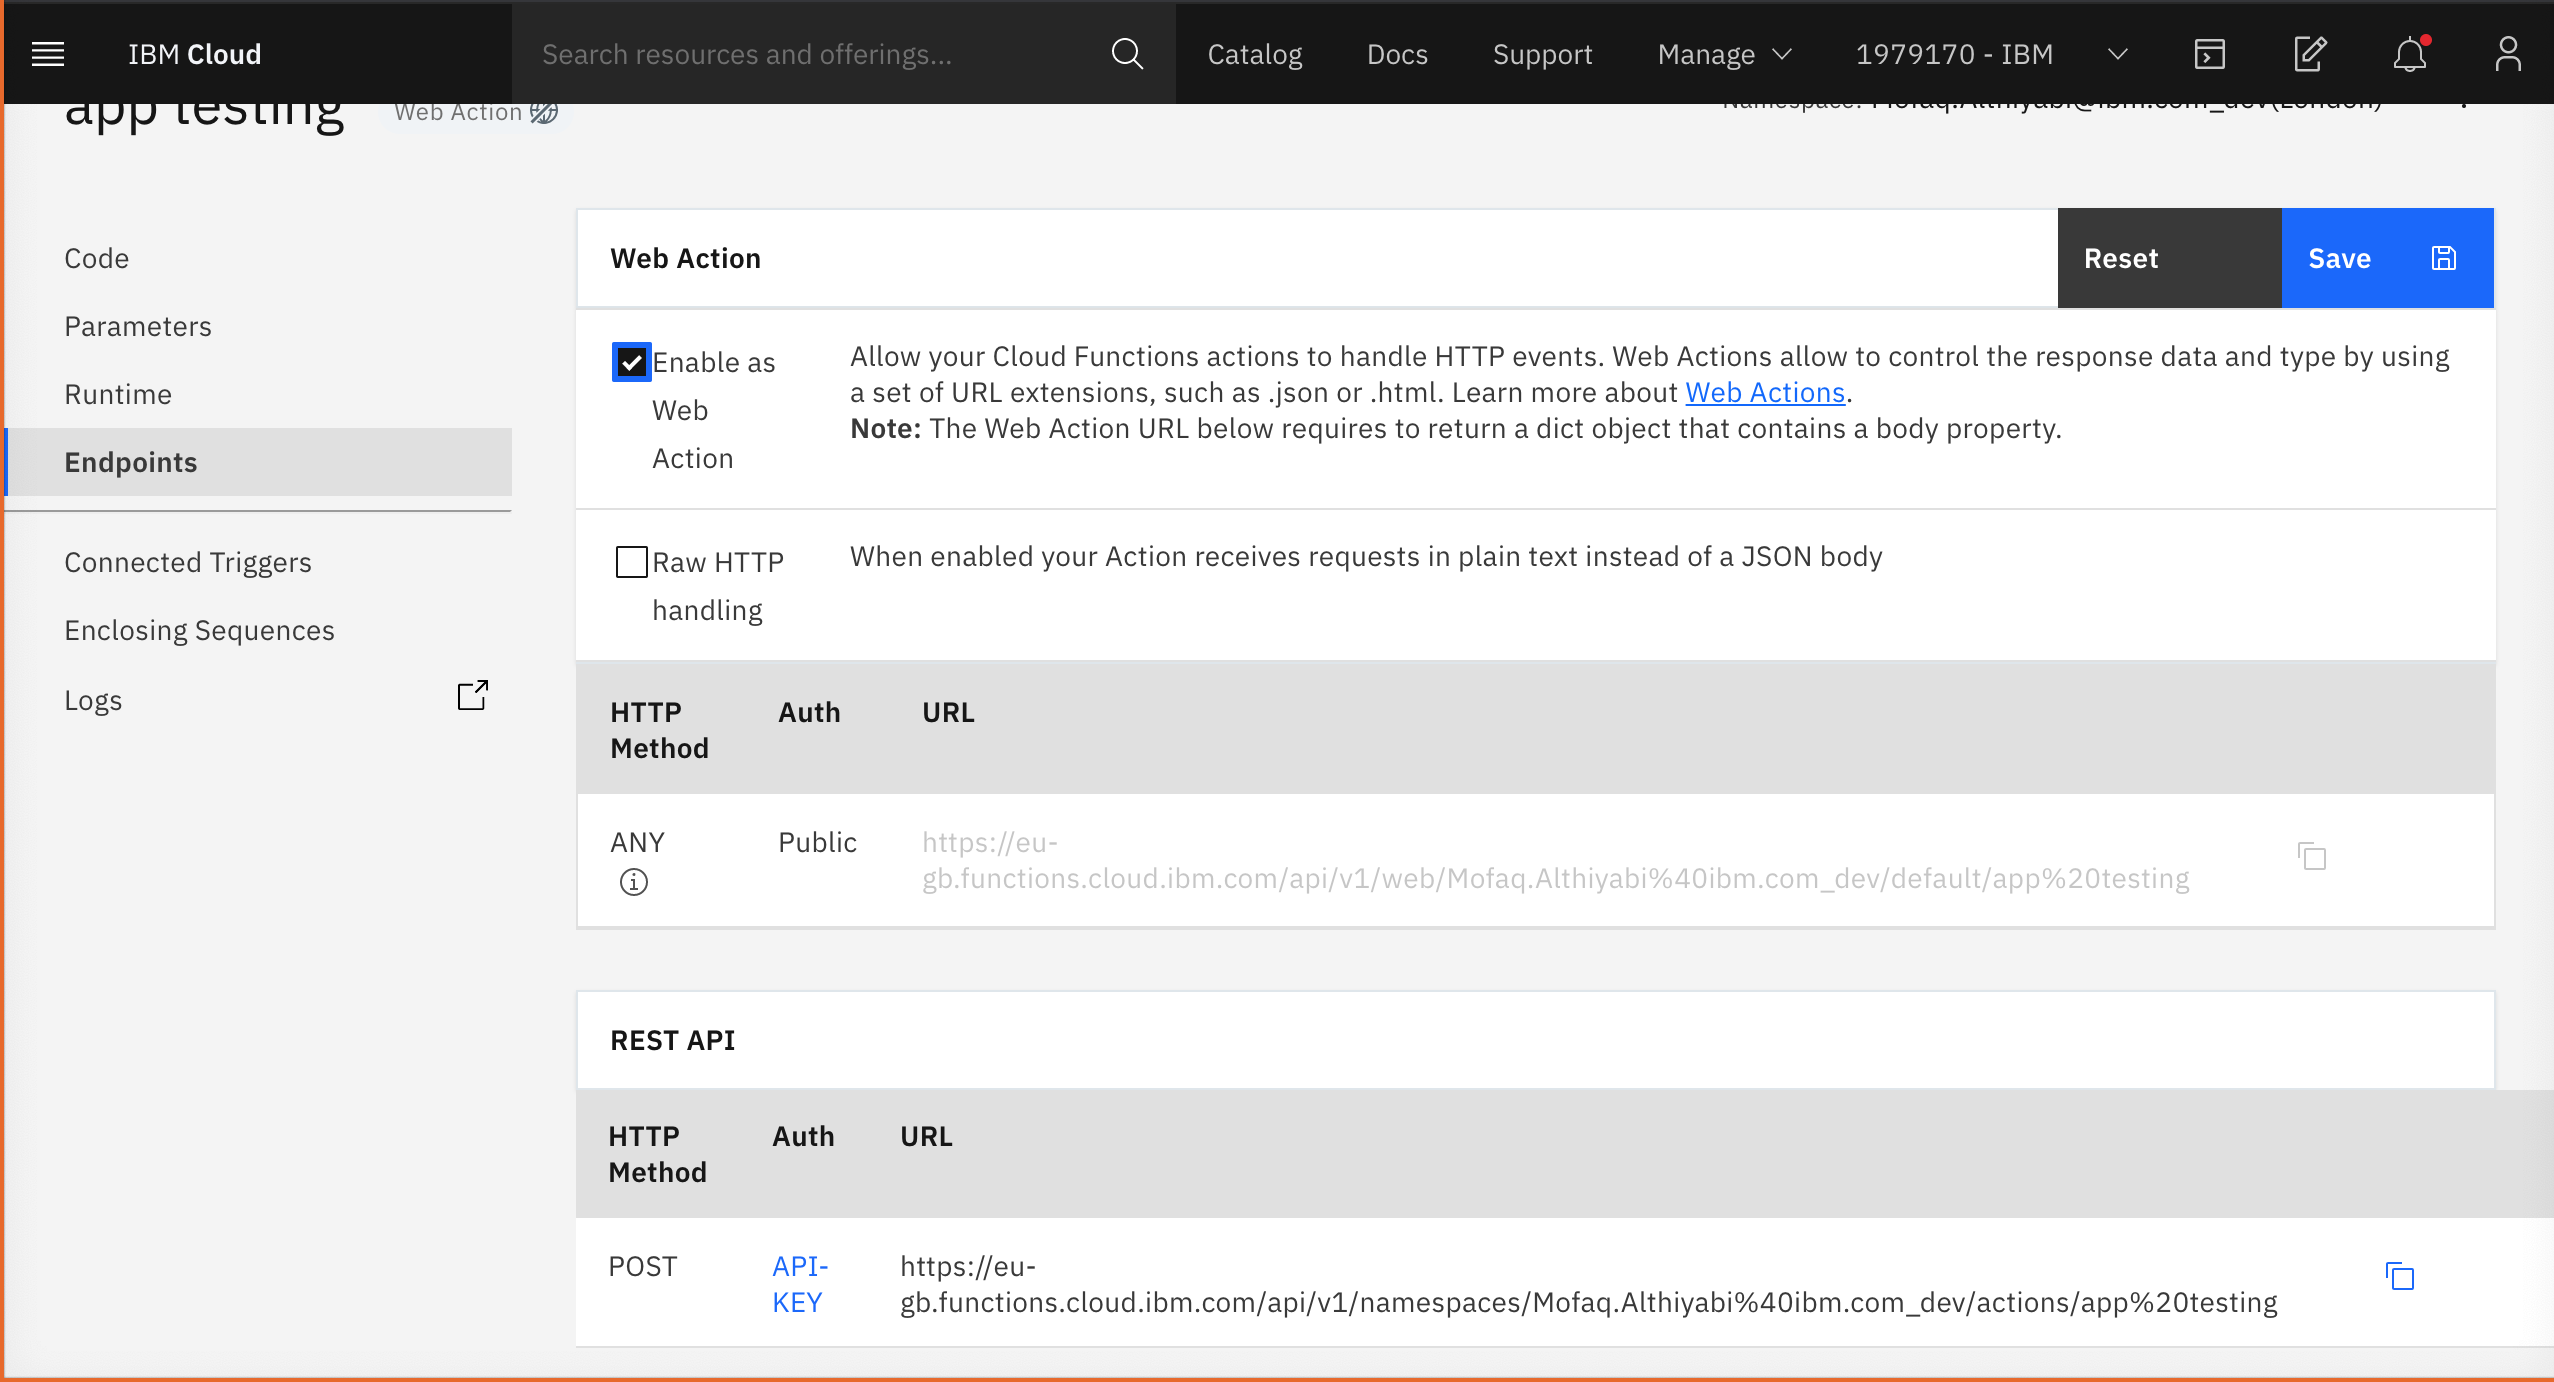 IBM Cloud
Search resources and offerings...
Catalog
Docs
Support
Manage
1979170 - IBM
app testing
Web Action
Namespace: Mofaq.Althiyabi@ibm.com_dev(London)
Code
Parameters
Runtime
Endpoints
Connected Triggers
Enclosing Sequences
Logs
Web Action
Reset
Save
Enable as
Web
Action
Allow your Cloud Functions actions to handle HTTP events. Web Actions allow to control the response data and type by using
a set of URL extensions, such as .json or .html. Learn more about Web Actions.
Note: The Web Action URL below requires to return a dict object that contains a body property.
Raw HTTP
handling
When enabled your Action receives requests in plain text instead of a JSON body
HTTP
Method
Auth
URL
ANY
Public
https://eu-
gb.functions.cloud.ibm.com/api/v1/web/Mofaq.Althiyabi%40ibm.com_dev/default/app%20testing
REST API
HTTP
Method
Auth
URL
POST
API-
KEY
https://eu-
gb.functions.cloud.ibm.com/api/v1/namespaces/Mofaq.Althiyabi%40ibm.com_dev/actions/app%20testing